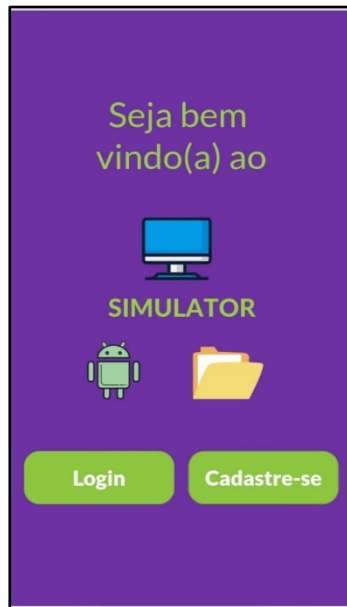 Seja bem
vindo(a) ao
SIMULATOR
Login
Cadastre-se